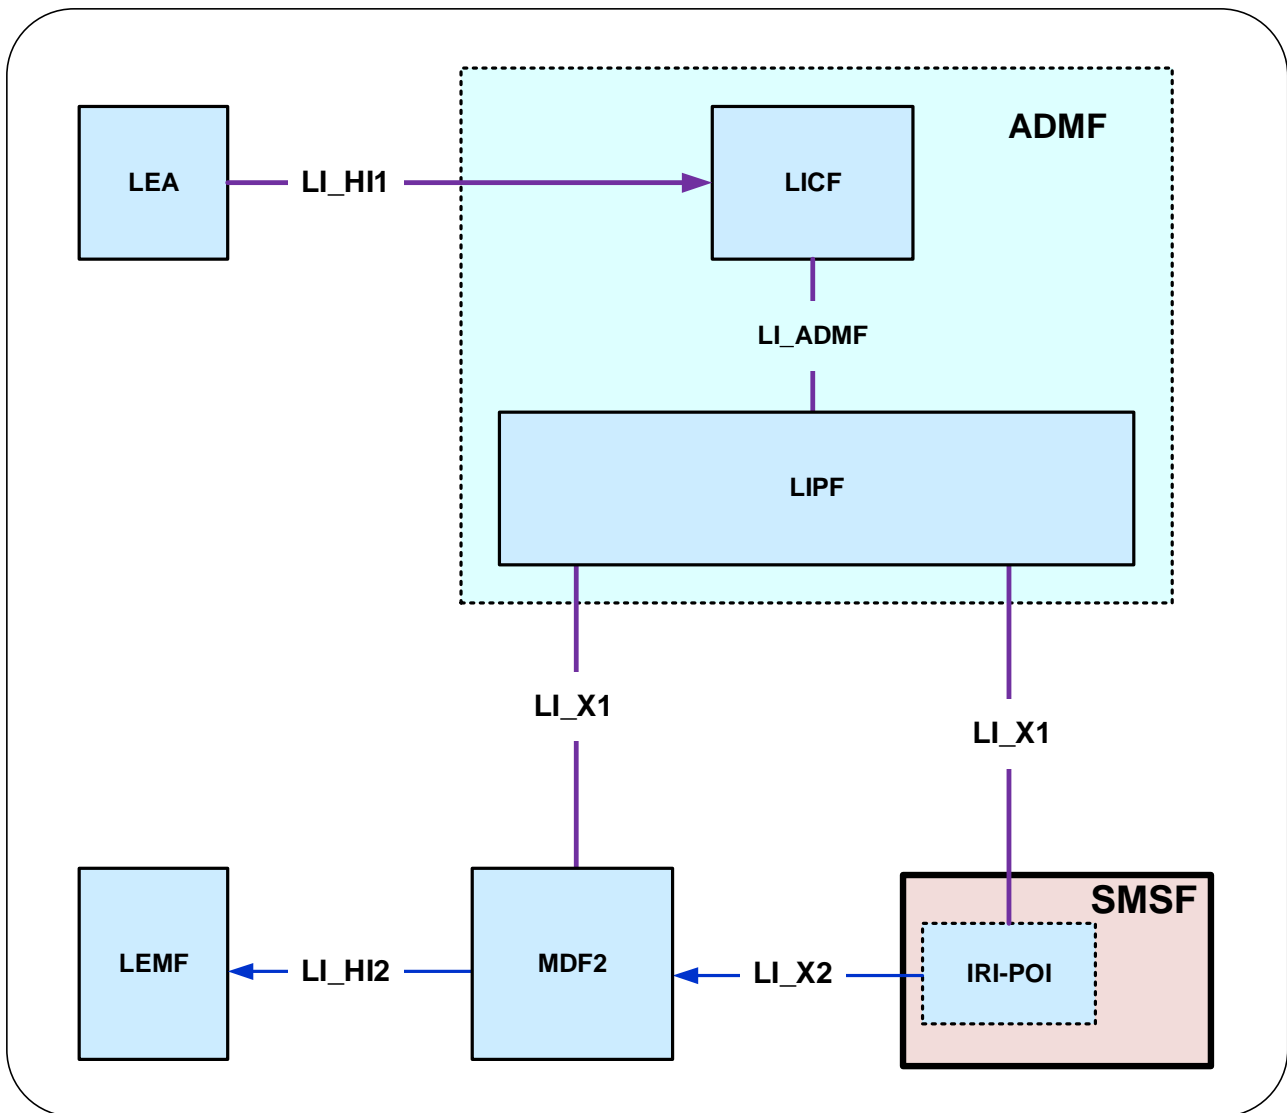 ADMF
LEA
LI_HI1
LICF
LI_ADMF
LIPF
LI_X1
LI_X1
SMSF
LEMF
LI_HI2
MDF2
LI_X2
IRI-POI